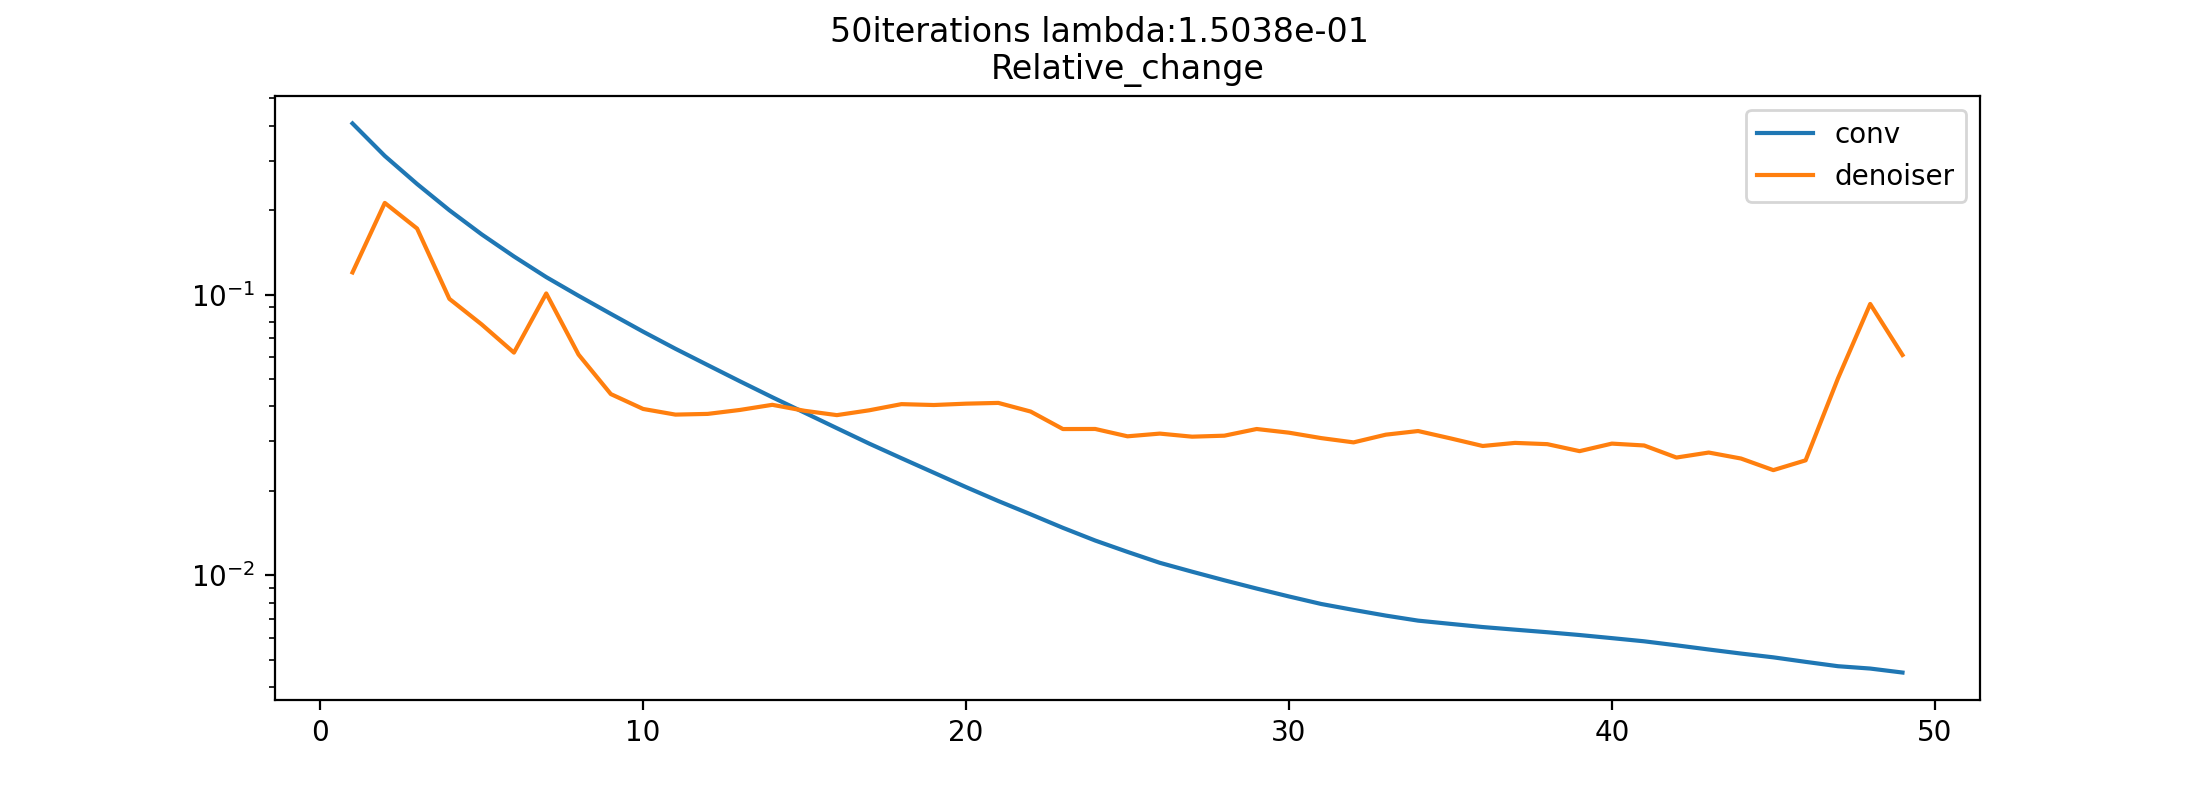 50iterations lambda:1.5038e-01
Relative_change
conv
denoiser
10⁻¹
10⁻²
0 10 20 30 40 50